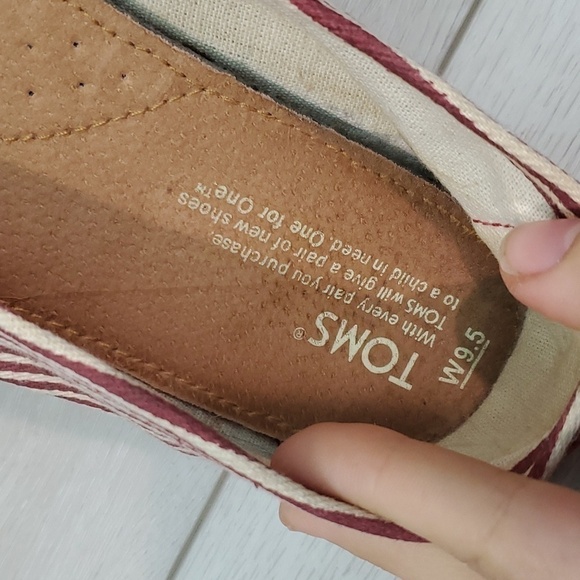 W9.5
TOMS®
With every pair you purchase,
TOMS will give a pair of new shoes
to a child in need. One for One.™